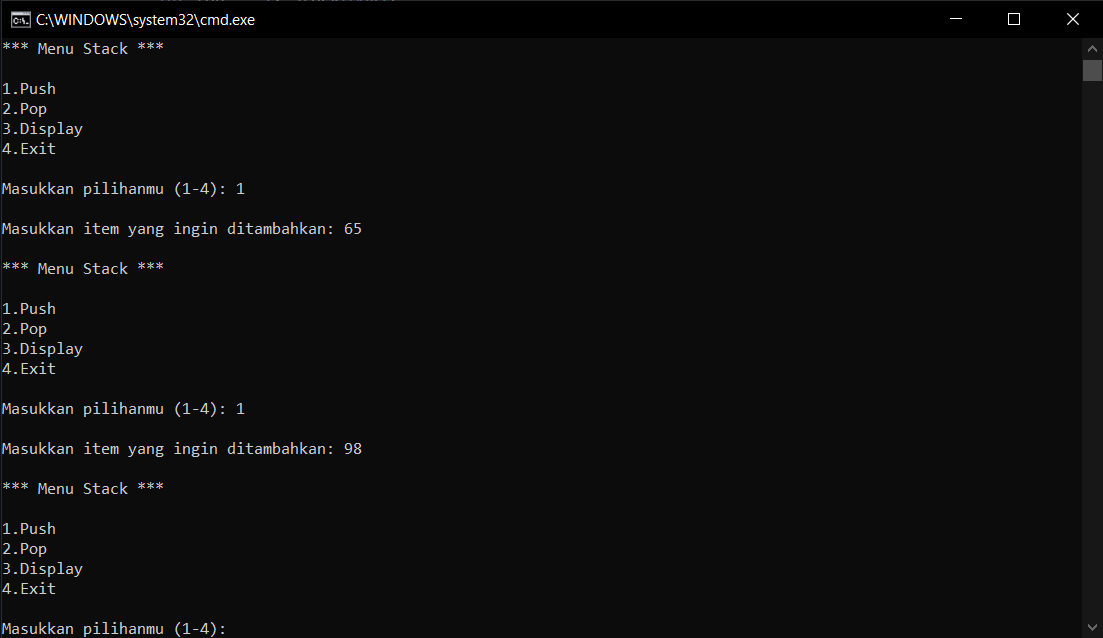 C:\WINDOWS\system32\cmd.exe
*** Menu Stack ***
1.Push
2.Pop
3.Display
4.Exit
Masukkan pilihanmu (1-4): 1
Masukkan item yang ingin ditambahkan: 65
*** Menu Stack ***
1.Push
2.Pop
3.Display
4.Exit
Masukkan pilihanmu (1-4): 1
Masukkan item yang ingin ditambahkan: 98
*** Menu Stack ***
1.Push
2.Pop
3.Display
4.Exit
Masukkan pilihanmu (1-4):